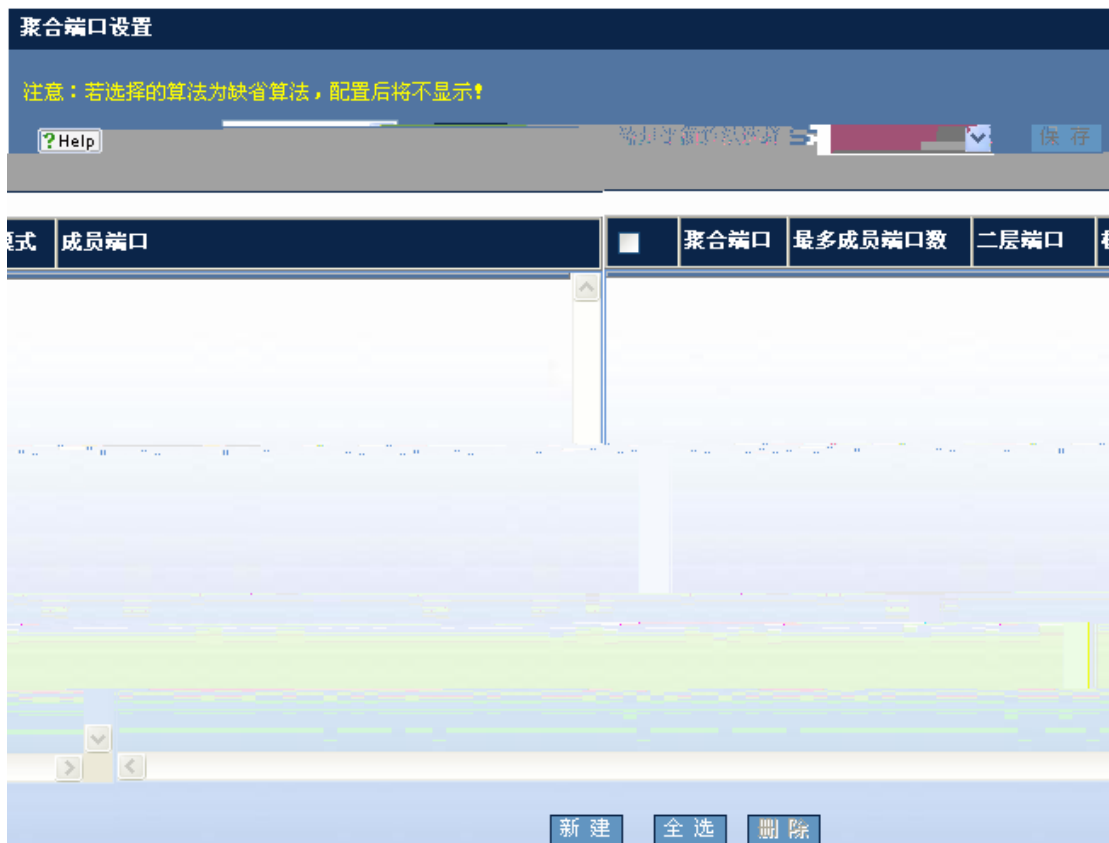 聚合端口设置
注意：若选择的算法为缺省算法，配置后将不显示！
Help 保 存
模式 成员端口 聚合端口 最多成员端口数 二层端口
新 建 全 选 删 除